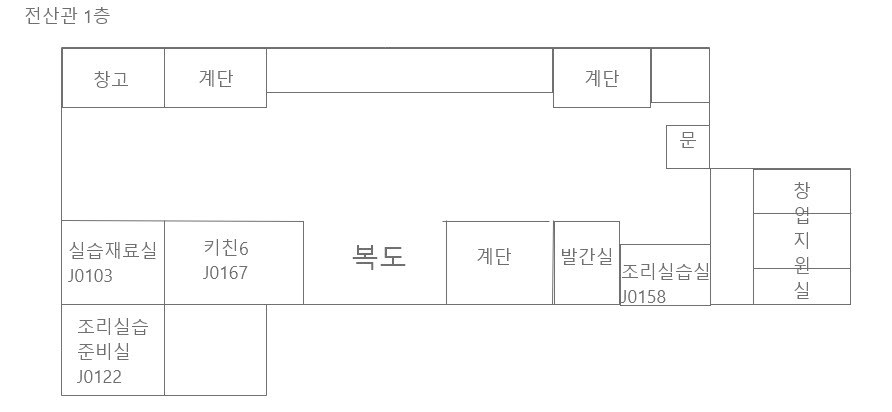 전산관 1층
창고
계단
계단
문
실습재료실
J0103
키친6
J0167
복도
계단
발간실
조리실습실
J0158
창
업
지
원
실
조리실습
준비실
J0122